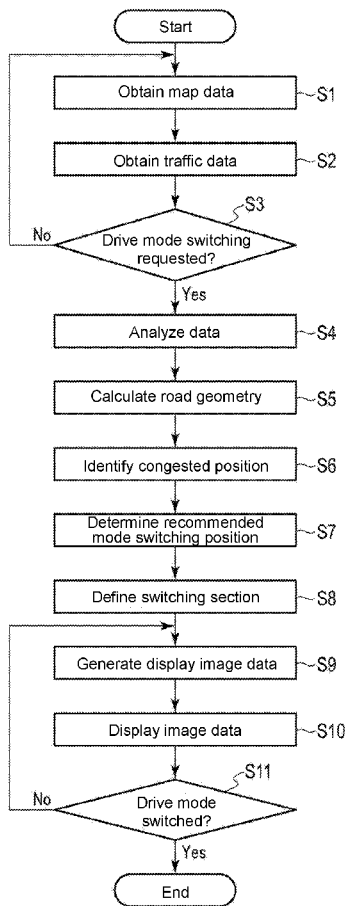 Start
Obtain map data
S1
Obtain traffic data
S2
S3
Drive mode switching
requested?
No
Yes
Analyze data
S4
Calculate road geometry
S5
Identify congested position
S6
Determine recommended
mode switching position
S7
Define switching section
S8
Generate display image data
S9
Display image data
S10
S11
Drive mode
switched?
No
Yes
End